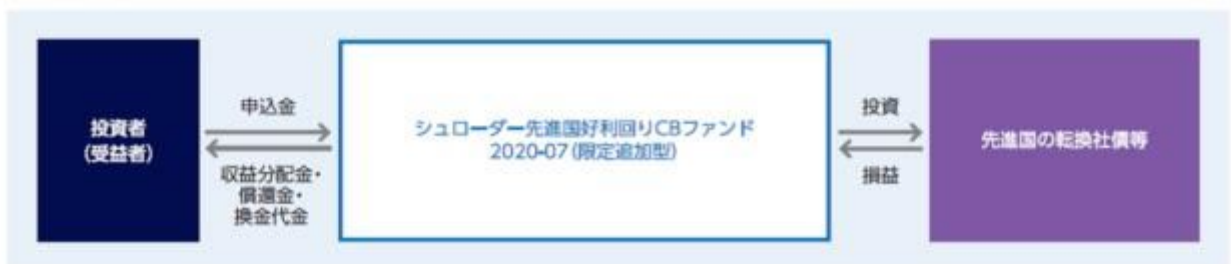 投資者
(受益者)
申込金
収益分配金・
償還金・
換金代金
シュローダー先進国好利回りCBファンド
2020-07(限定追加型)
投資
損益
先進国の転換社債等